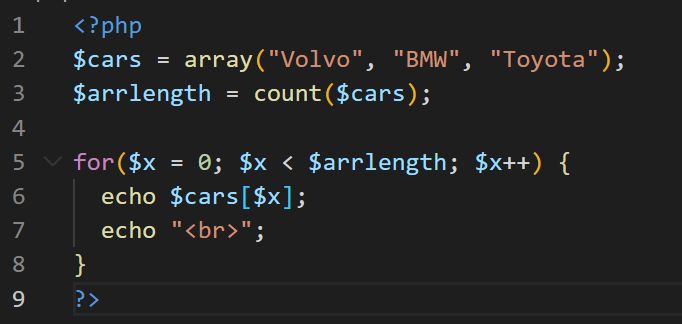 1 <?php
2 $cars = array("Volvo", "BMW", "Toyota");
3 $arrlength = count($cars);
4
5 for($x = 0; $x < $arrlength; $x++) {
6   echo $cars[$x];
7   echo "<br>";
8 }
9 ?>